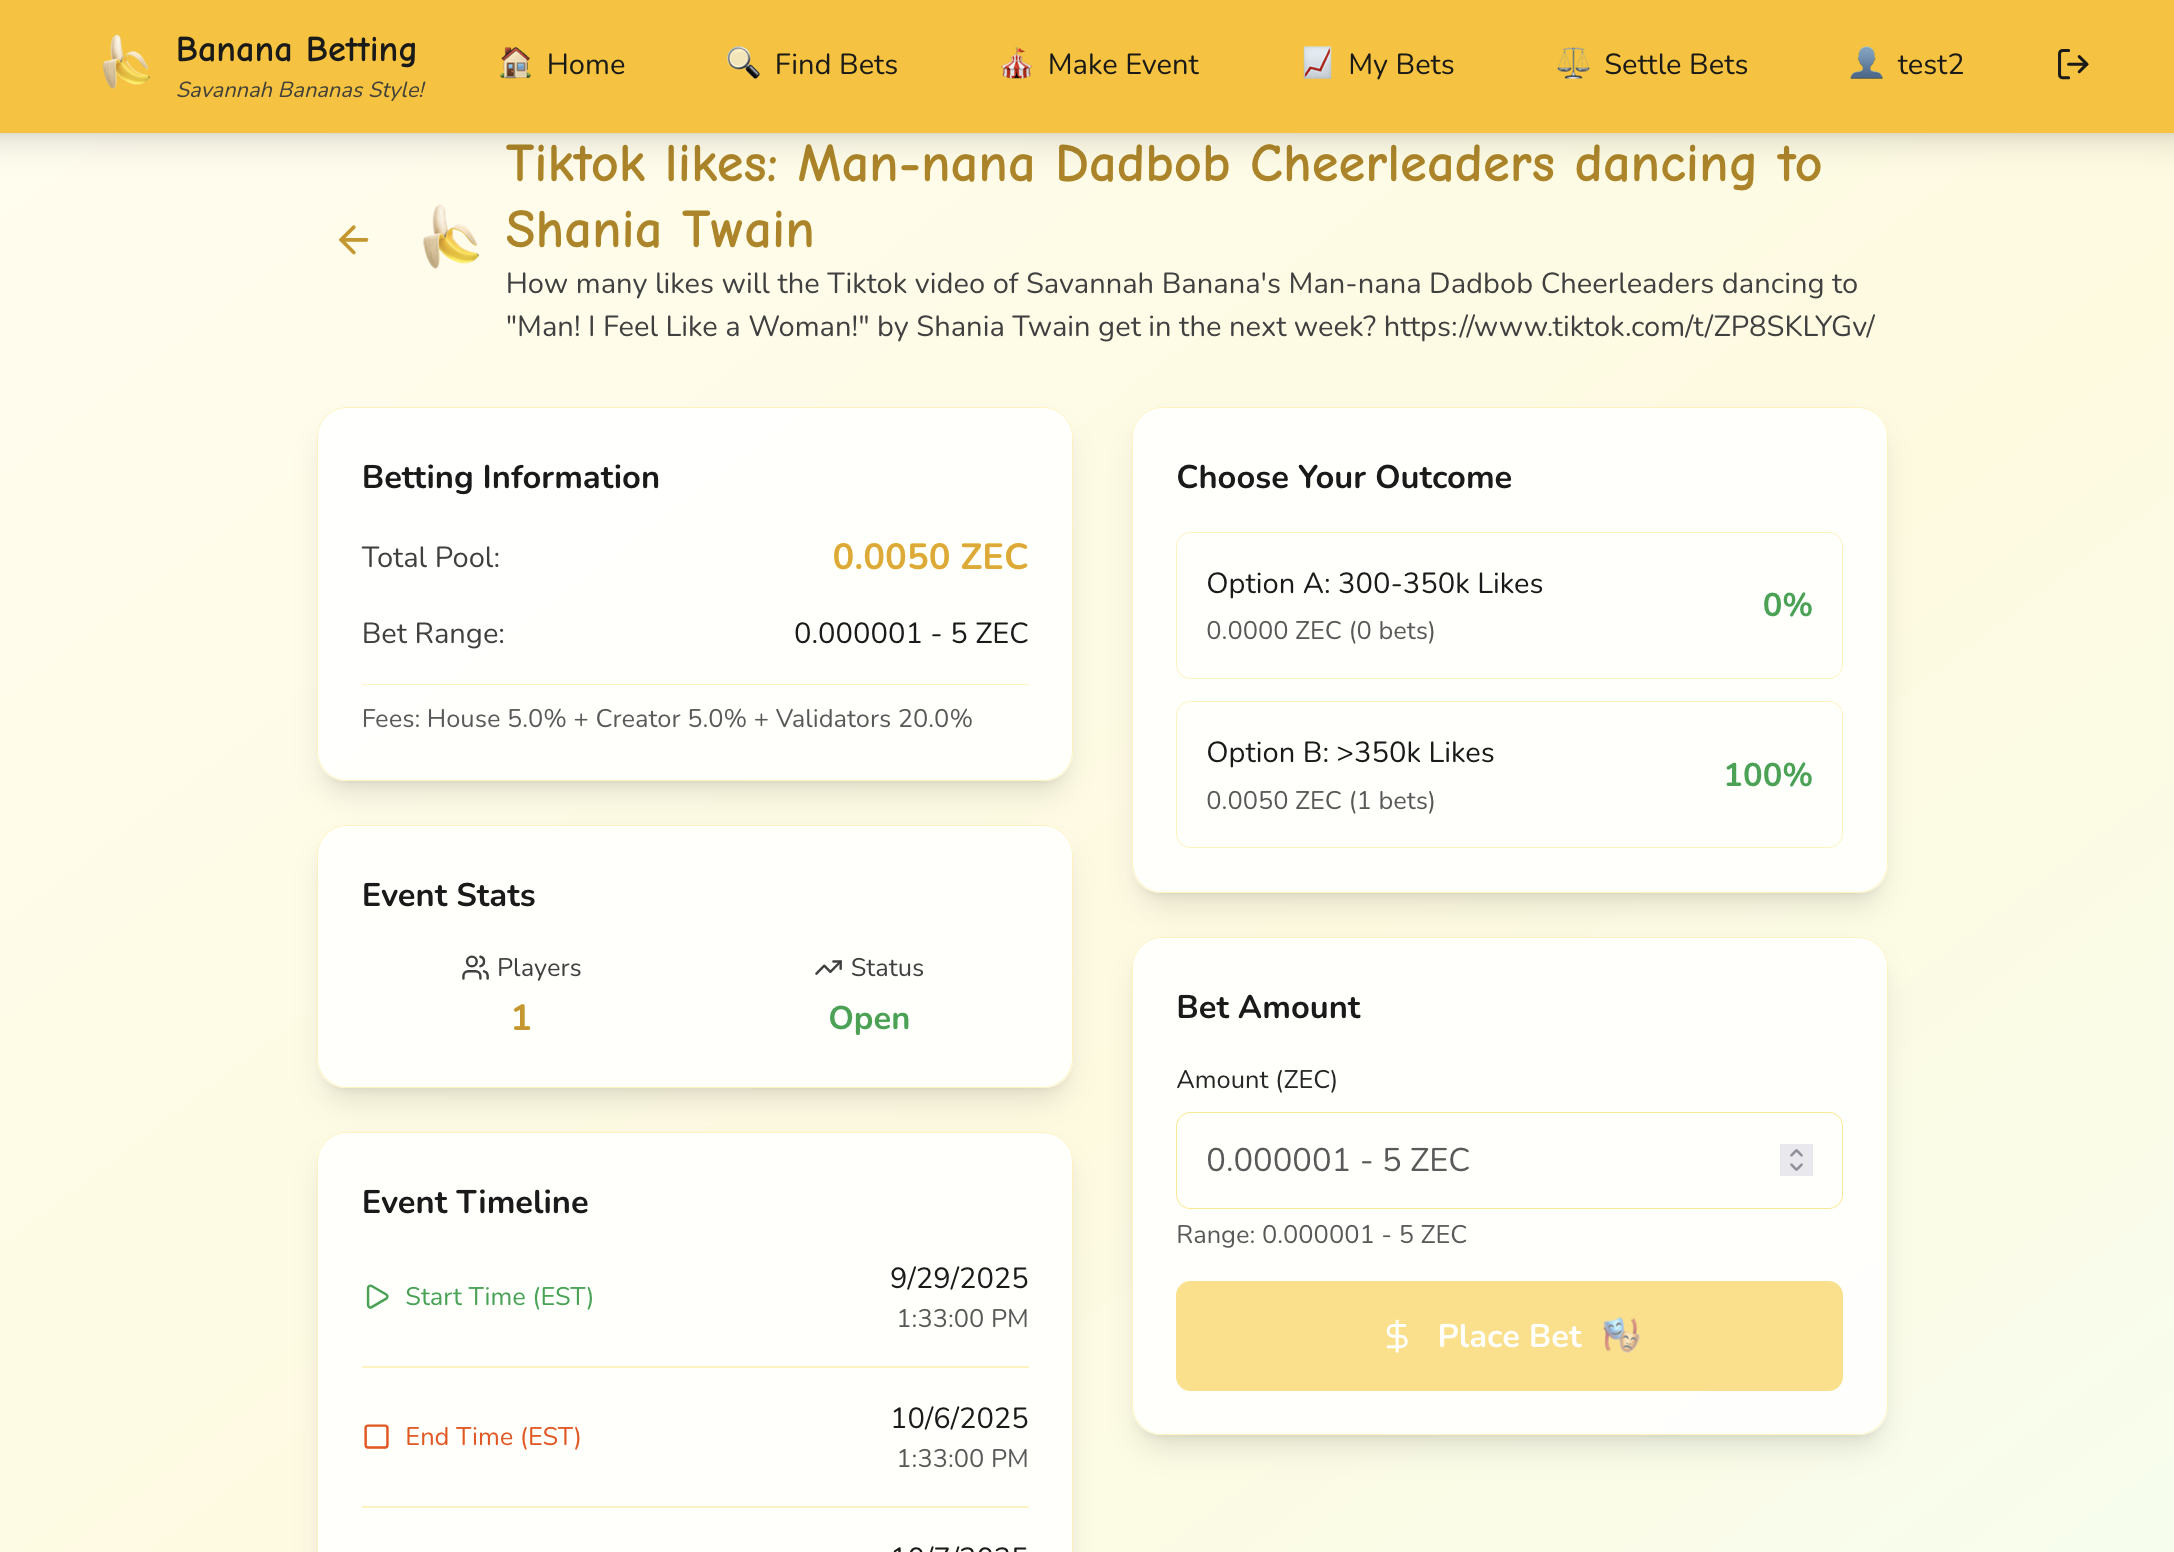 Banana Betting
Savannah Bananas Style!
Home
Find Bets
Make Event
My Bets
Settle Bets
test2
Tiktok likes: Man-nana Dadbob Cheerleaders dancing to
Shania Twain
How many likes will the Tiktok video of Savannah Banana's Man-nana Dadbob Cheerleaders dancing to
"Man! I Feel Like a Woman!" by Shania Twain get in the next week? https://www.tiktok.com/t/ZP8SKLYGv/
Betting Information
Total Pool: 0.0050 ZEC
Bet Range: 0.000001 - 5 ZEC
Fees: House 5.0% + Creator 5.0% + Validators 20.0%
Event Stats
Players
1
Status
Open
Event Timeline
Start Time (EST)
9/29/2025
1:33:00 PM
End Time (EST)
10/6/2025
1:33:00 PM
10/7/2025
Choose Your Outcome
Option A: 300-350k Likes
0.0000 ZEC (0 bets)
0%
Option B: >350k Likes
0.0050 ZEC (1 bets)
100%
Bet Amount
Amount (ZEC)
0.000001 - 5 ZEC
Range: 0.000001 - 5 ZEC
Place Bet